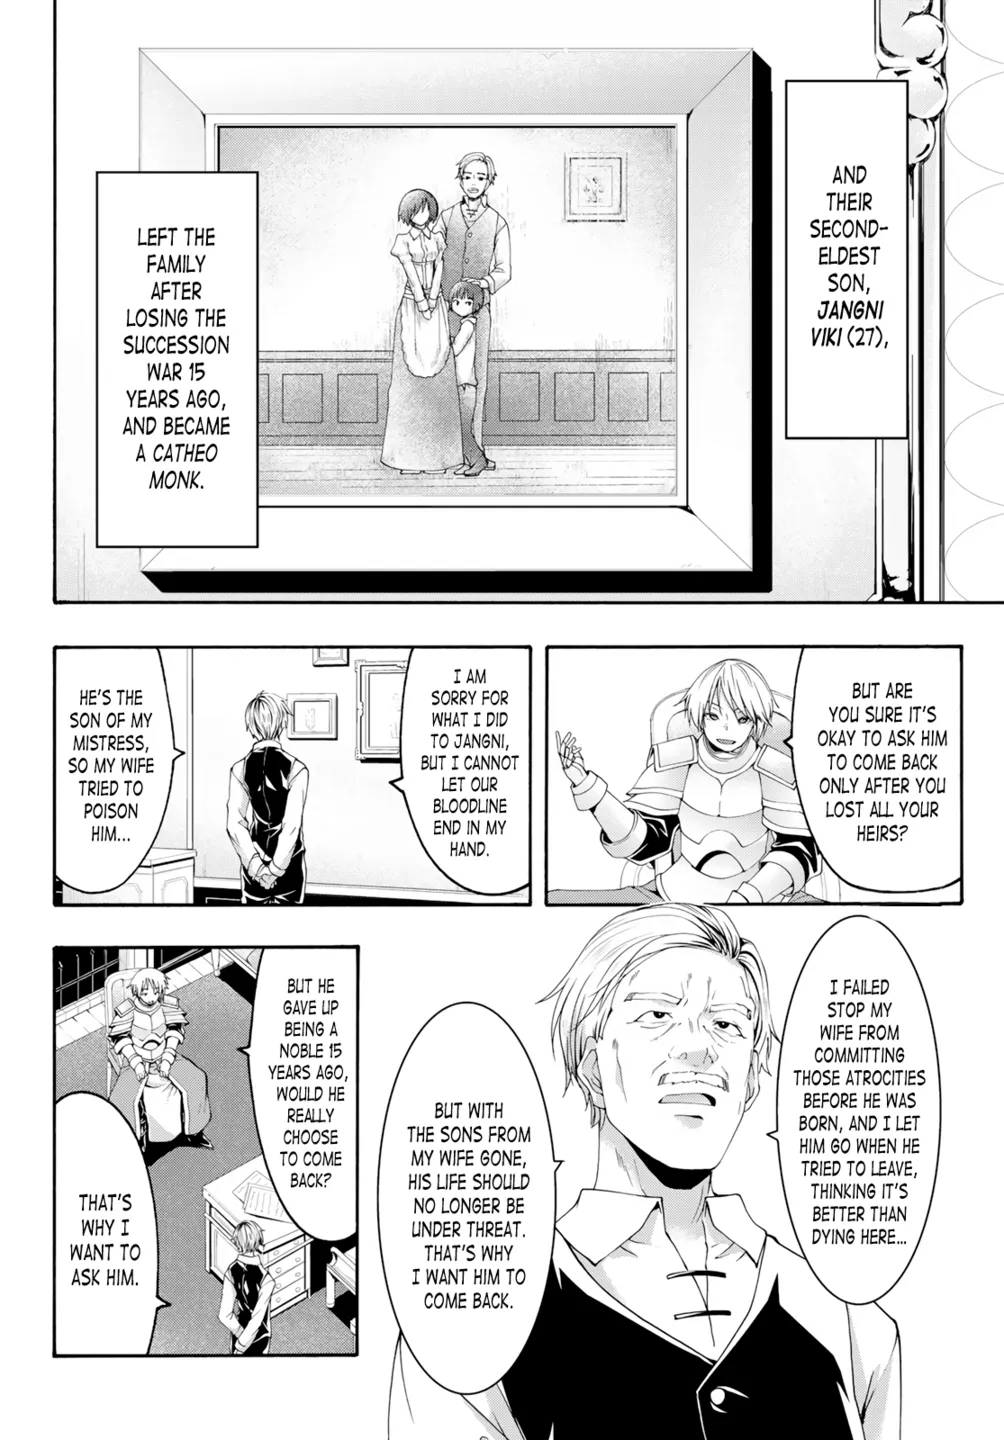 AND
THEIR
SECOND-
ELDEST
SON,
JANGNI
VIKI (27),
LEFT THE
FAMILY
AFTER
LOSING THE
SUCCESSION
WAR 15
YEARS AGO,
AND BECAME
A CATHEO
MONK.
BUT ARE
YOU SURE IT'S
OKAY TO ASK HIM
TO COME BACK
ONLY AFTER YOU
LOST ALL YOUR
HEIRS?
I AM
SORRY FOR
WHAT I DID
TO JANGNI,
BUT I CANNOT
LET OUR
BLOODLINE
END IN MY
HAND.
HE'S THE
SON OF MY
MISTRESS,
SO MY WIFE
TRIED TO
POISON
HIM...
I FAILED
STOP MY
WIFE FROM
COMMITTING
THOSE ATROCITIES
BEFORE HE WAS
BORN, AND I LET
HIM GO WHEN HE
TRIED TO LEAVE,
THINKING IT'S
BETTER THAN
DYING HERE...
BUT WITH
THE SONS FROM
MY WIFE GONE,
HIS LIFE SHOULD
NO LONGER BE
UNDER THREAT.
THAT'S WHY
I WANT HIM TO
COME BACK.
BUT HE
GAVE UP
BEING A
NOBLE 15
YEARS AGO,
WOULD HE
REALLY
CHOOSE
TO COME
BACK?
THAT'S
WHY I
WANT TO
ASK HIM.